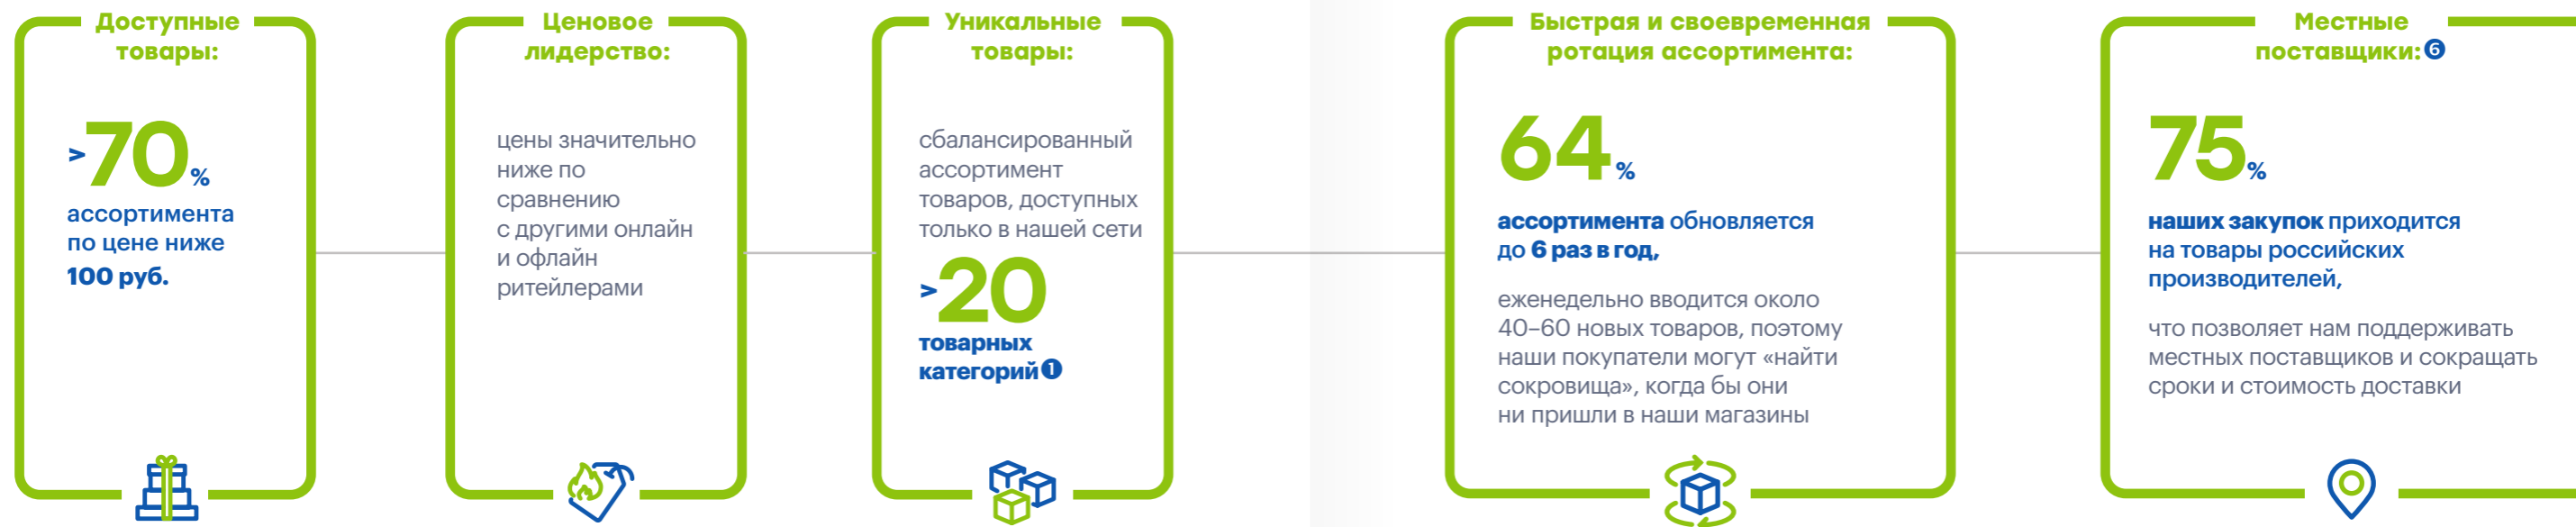 Доступные
товары:
>70%
ассортимента
по цене ниже
100 руб.
Ценовое
лидерство:
цены значительно
ниже по
сравнению
с другими онлайн
и офлайн
ритейлерами
Уникальные
товары:
сбалансированный
ассортимент
товаров, доступных
только в нашей сети
>20
товарных
категорий 1
Быстрая и своевременная
ротация ассортимента:
64%
ассортимента обновляется
до 6 раз в год,
еженедельно вводится около
40–60 новых товаров, поэтому
наши покупатели могут «найти
сокровища», когда бы они
ни пришли в наши магазины
Местные
поставщики: 6
75%
наших закупок приходится
на товары российских
производителей,
что позволяет нам поддерживать
местных поставщиков и сокращать
сроки и стоимость доставки